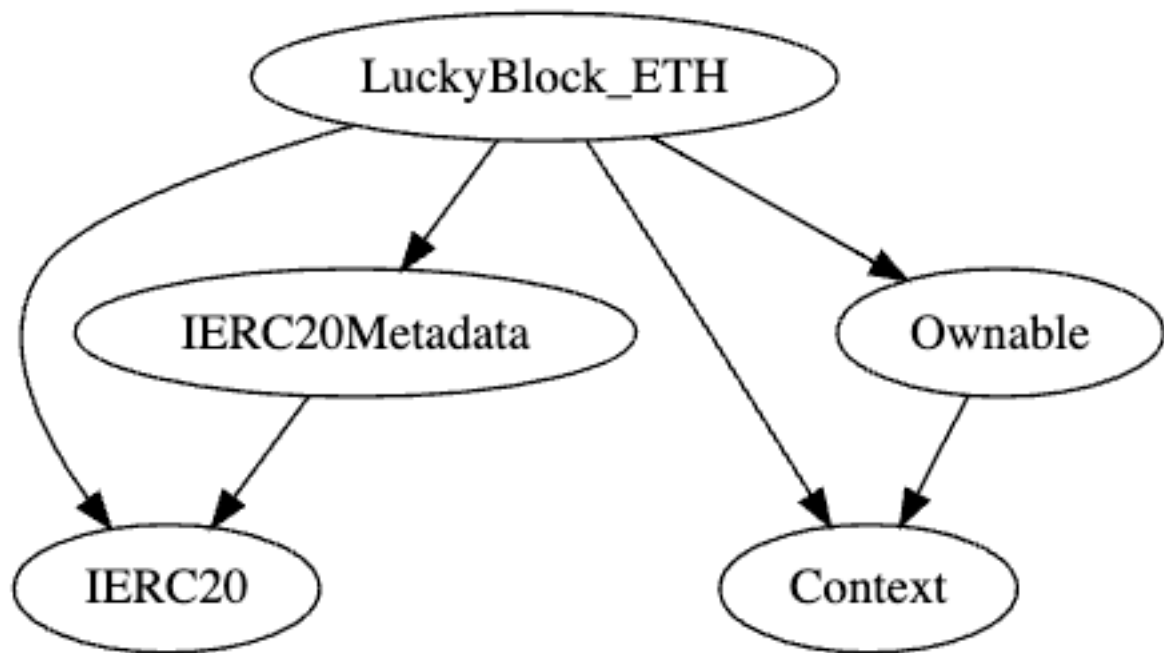 LuckyBlock_ETH
IERC20Metadata
Ownable
IERC20
Context